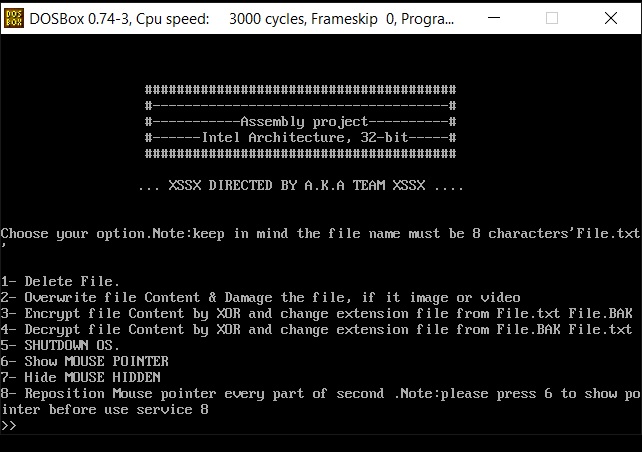 DOSBox 0.74-3, Cpu speed: 3000 cycles, Frameskip 0, Progra...
#######################################
#-------------------------------------#
#-----------Assembly project----------#
#------Intel Architecture, 32-bit-----#
#######################################
... XSSX DIRECTED BY A.K.A TEAM XSSX ....
Choose your option.Note:keep in mind the file name must be 8 characters'File.txt
'
1- Delete File.
2- Overwrite file Content & Damage the file, if it image or video
3- Encrypt file Content by XOR and change extension file from File.txt File.BAK
4- Decrypt file Content by XOR and change extension file from File.BAK File.txt
5- SHUTDOWN OS.
6- Show MOUSE POINTER
7- Hide MOUSE HIDDEN
8- Reposition Mouse pointer every part of second .Note:please press 6 to show po
inter before use service 8
>>